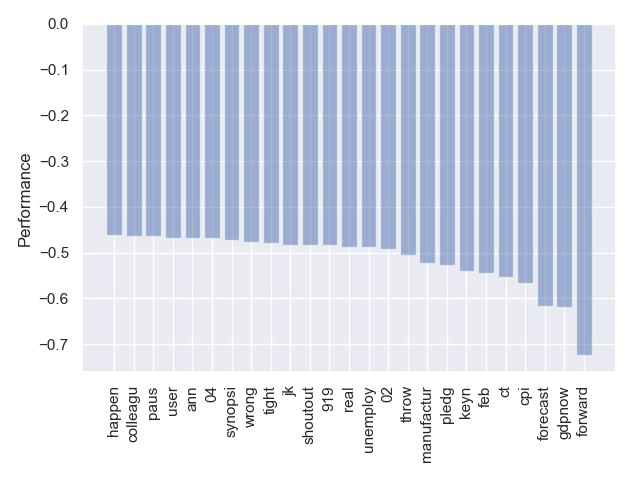 0.0
−0.1
−0.2
−0.3
−0.4
−0.5
−0.6
−0.7
Performance
happen
colleagu
paus
user
ann
04
synopsi
wrong
tight
jk
shoutout
919
real
unemploy
02
throw
manufactur
pledg
keyn
feb
ct
cpi
forecast
gdpnow
forward